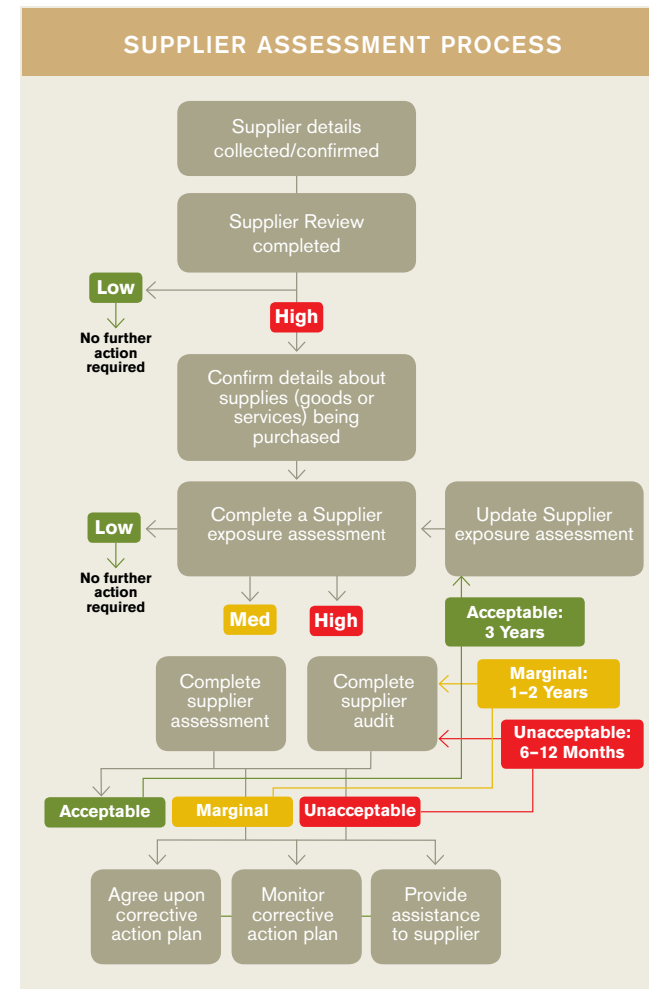 SUPPLIER ASSESSMENT PROCESS
Supplier details
collected/confirmed
Supplier Review
completed
Low
No further
action
required
High
Confirm details about
supplies (goods or
services) being
purchased
Low
No further
action
required
Complete a Supplier
exposure assessment
Update Supplier
exposure assessment
Med
High
Acceptable:
3 Years
Complete
supplier
assessment
Complete
supplier
audit
Marginal:
1–2 Years
Unacceptable:
6–12 Months
Acceptable
Marginal
Unacceptable
Agree upon
corrective
action plan
Monitor
corrective
action plan
Provide
assistance
to supplier